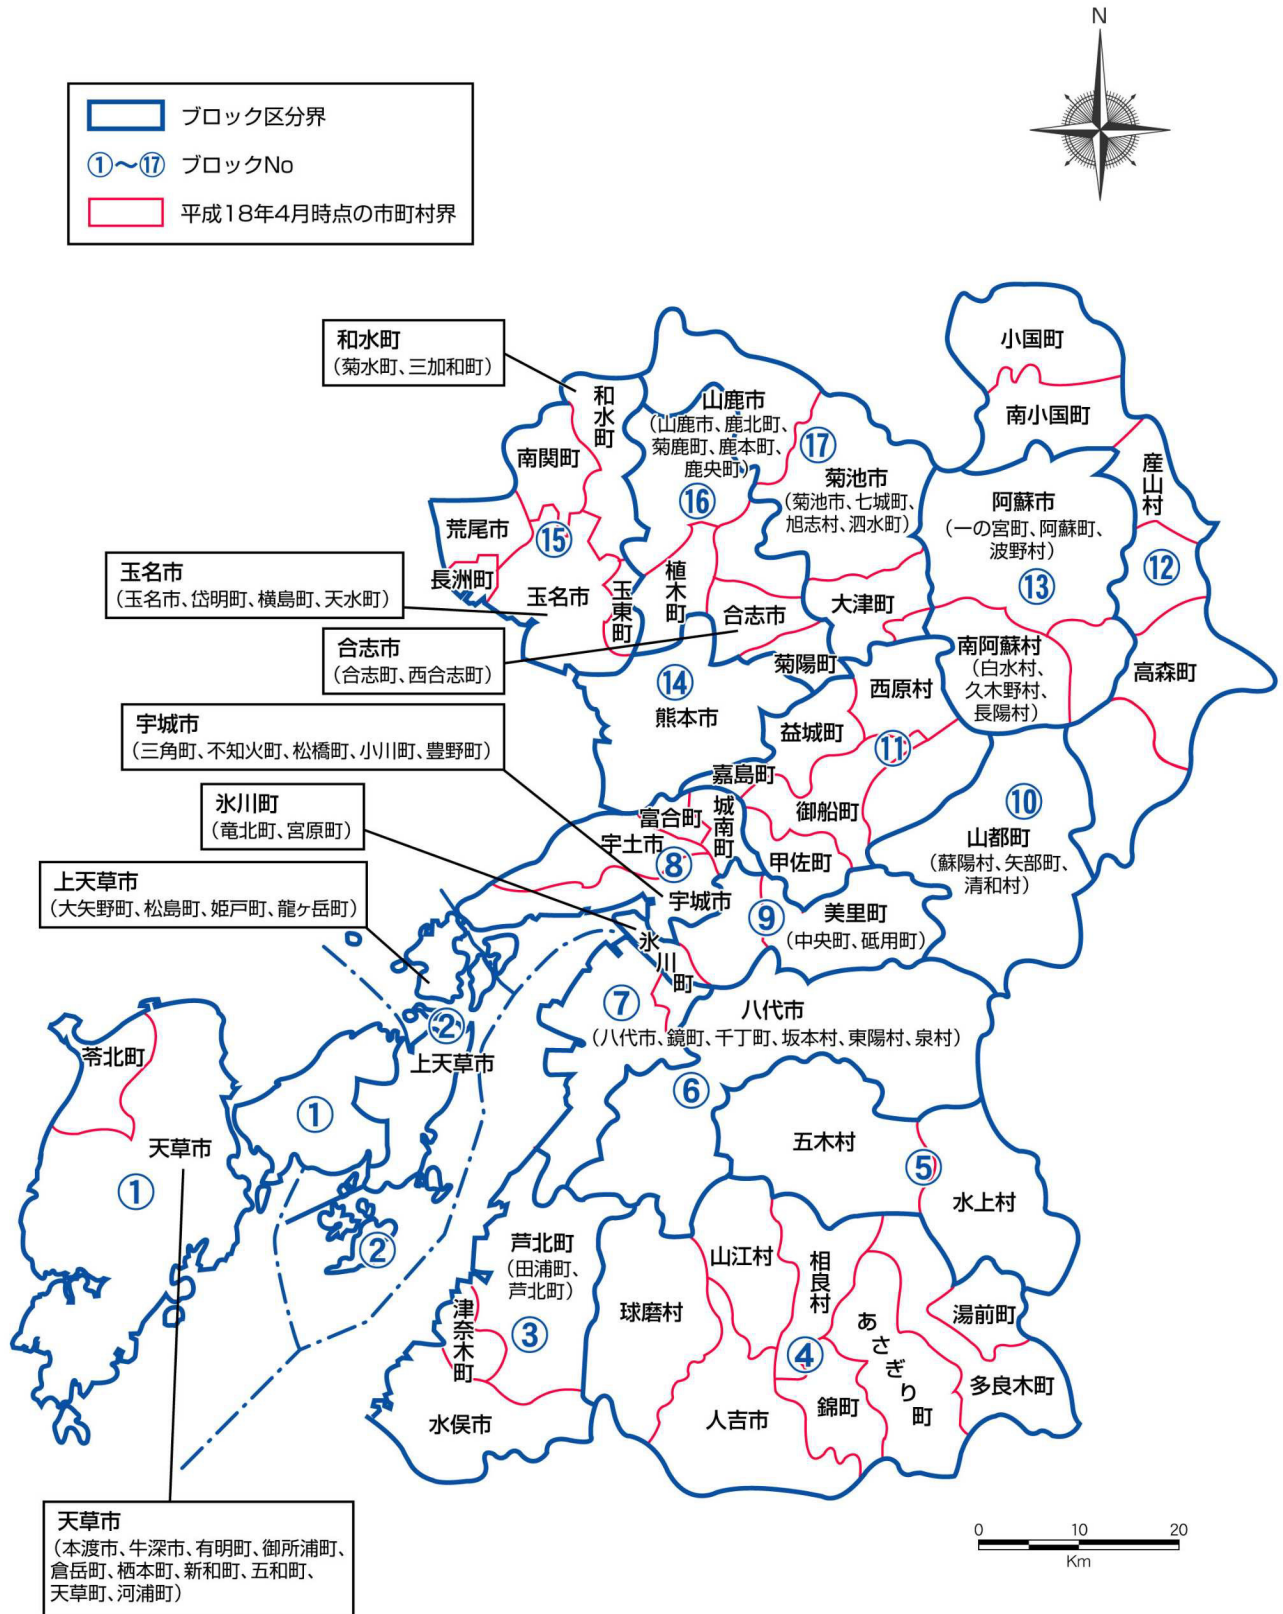 N
ブロック区分界
①～⑰ ブロックNo
平成18年4月時点の市町村界
和水町
（菊水町、三加和町）
小国町
南小国町
和水町
山鹿市
（山鹿市、鹿北町、
菊鹿町、鹿本町、
鹿央町）
⑰
南関町
菊池市
（菊池市、七城町、
旭志村、泗水町）
産山村
阿蘇市
（一の宮町、阿蘇町、
波野村）
⑯
荒尾市
⑮
⑫
⑬
玉名市
（玉名市、岱明町、横島町、天水町）
長洲町
玉名市
玉東町
植木町
合志市
大津町
合志市
（合志町、西合志町）
菊陽町
南阿蘇村
（白水村、
久木野村、
長陽村）
高森町
⑭
熊本市
西原村
宇城市
（三角町、不知火町、松橋町、小川町、豊野町）
益城町
⑪
嘉島町
氷川町
（竜北町、宮原町）
富合町
城南町
御船町
⑩
山都町
（蘇陽村、矢部町、
清和村）
宇土市
⑧
甲佐町
上天草市
（大矢野町、松島町、姫戸町、龍ヶ岳町）
宇城市
⑨
美里町
（中央町、砥用町）
氷川町
⑦
八代市
（八代市、鏡町、千丁町、坂本村、東陽村、泉村）
②
上天草市
苓北町
①
⑥
天草市
①
五木村
⑤
水上村
②
芦北町
（田浦町、
芦北町）
山江村
相良村
津奈木町
③
球磨村
④
あさぎり町
湯前町
多良木町
水俣市
人吉市
錦町
天草市
（本渡市、牛深市、有明町、御所浦町、
倉岳町、栖本町、新和町、五和町、
天草町、河浦町）
0 10 20
Km